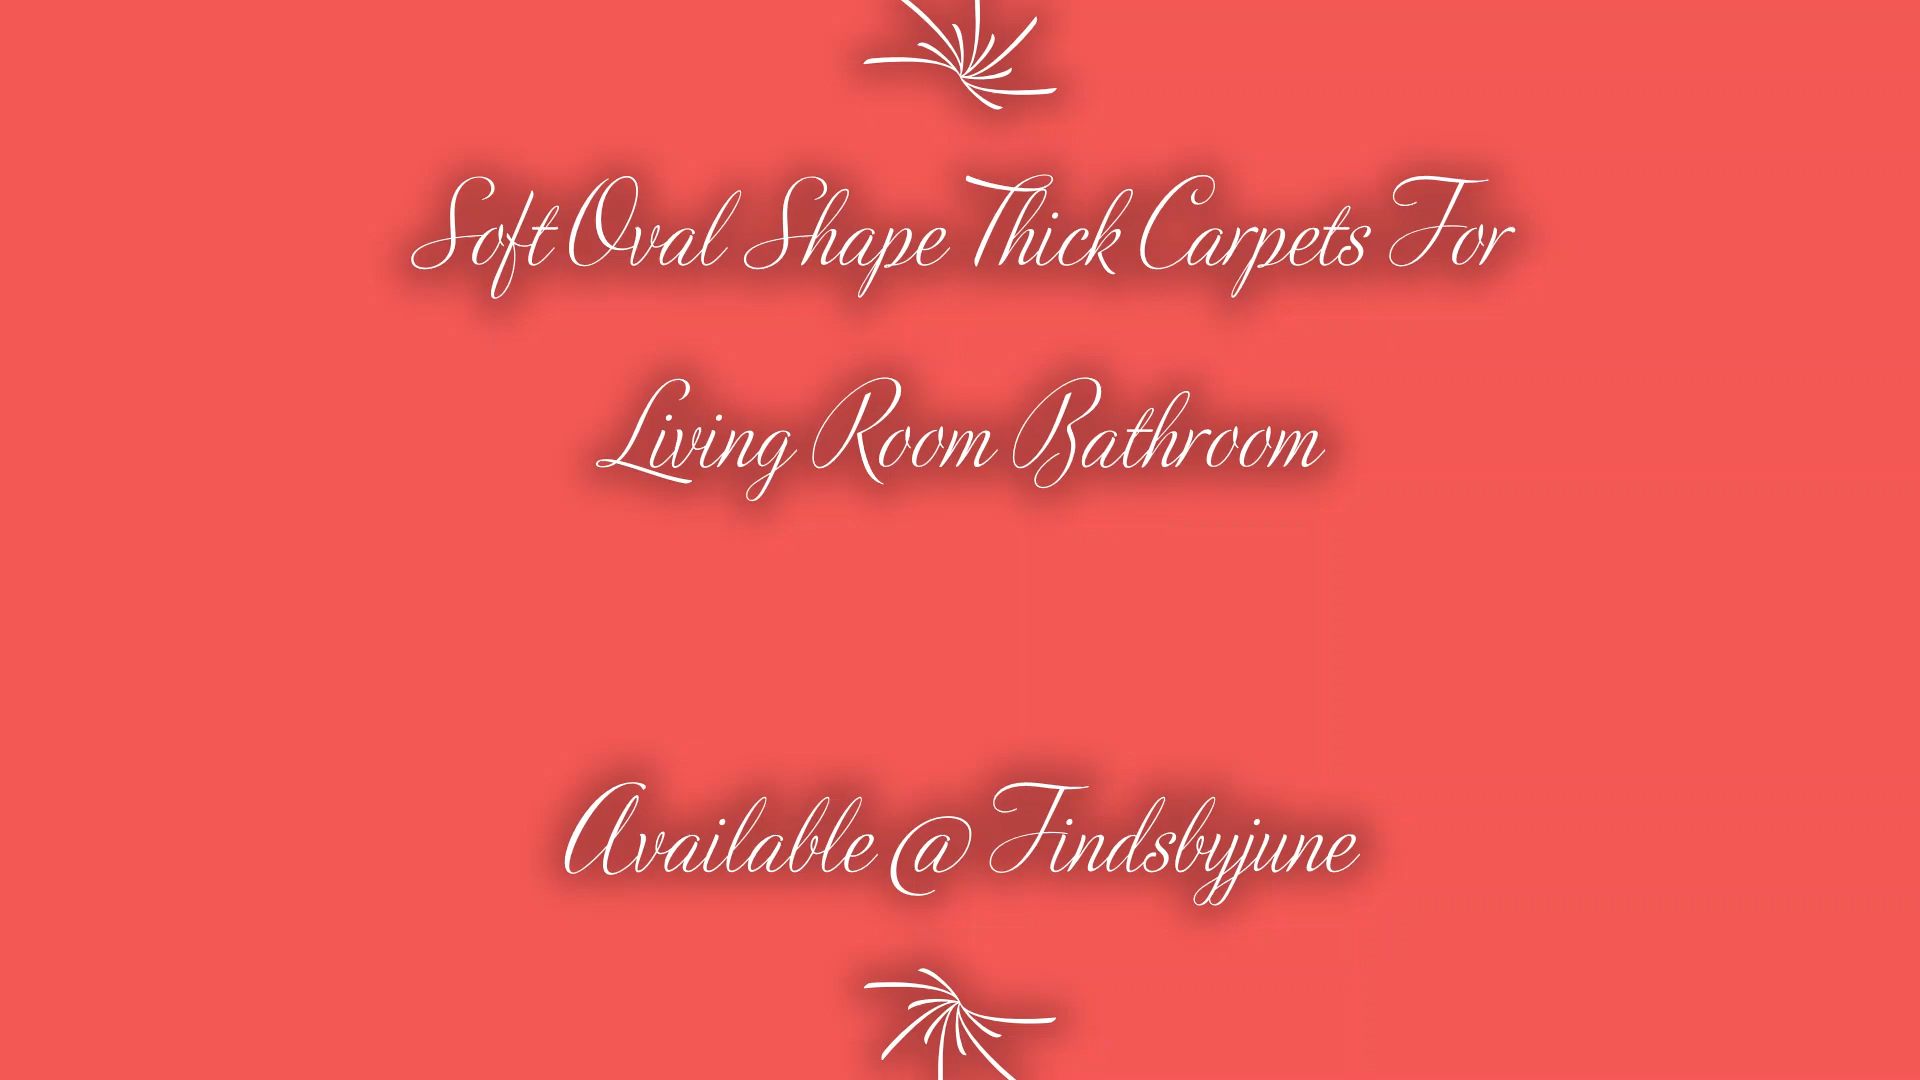 Soft Oval Shape Thick Carpets For
Living Room Bathroom
Available @ Findsbyjune